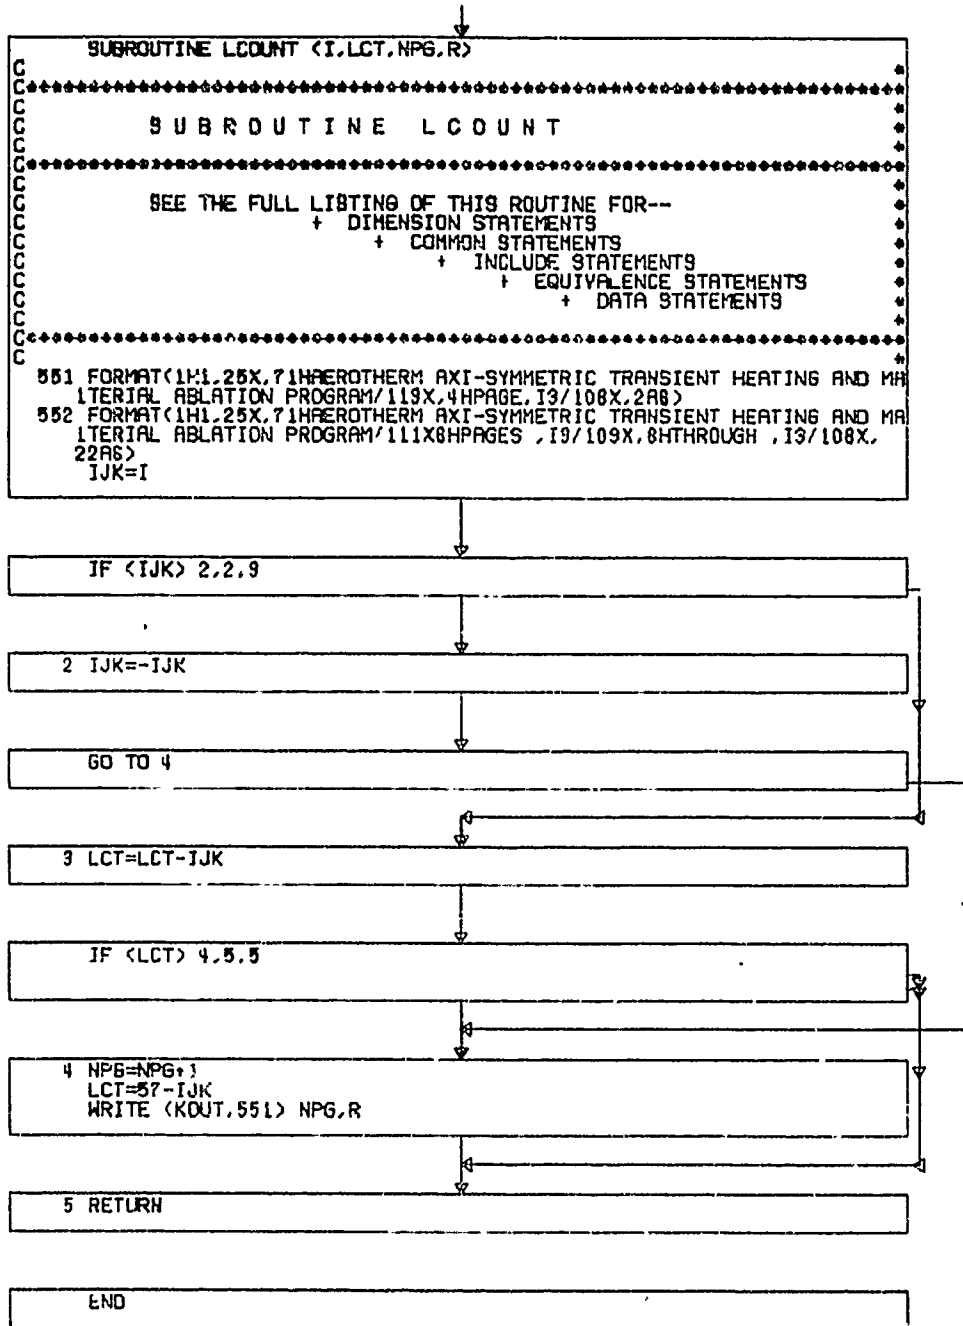 SUBROUTINE LCOUNT (I,LCT,NPG,R)
C *
C***************************************************************************************
C *
C SUBROUTINE LCOUNT *
C *
C***************************************************************************************
C *
C SEE THE FULL LISTING OF THIS ROUTINE FOR-- *
C + DIMENSION STATEMENTS *
C + COMMON STATEMENTS *
C + INCLUDE STATEMENTS *
C + EQUIVALENCE STATEMENTS *
C + DATA STATEMENTS *
C *
C***************************************************************************************
C *
551 FORMAT(1H1,25X,71HAEROTHERM AXI-SYMMETRIC TRANSIENT HEATING AND MA
1TERIAL ABLATION PROGRAM/119X,4HPAGE,I3/108X,2A6)
552 FORMAT(1H1,25X,71HAEROTHERM AXI-SYMMETRIC TRANSIENT HEATING AND MA
1TERIAL ABLATION PROGRAM/111X6HPAGES ,I3/109X,8HTHROUGH ,I3/108X,
22A6)
IJK=I
IF (IJK) 2,2,3
2 IJK=-IJK
GO TO 4
3 LCT=LCT-IJK
IF (LCT) 4,5,5
4 NPG=NPG+1
LCT=57-IJK
WRITE (KOUT,551) NPG,R
5 RETURN
END